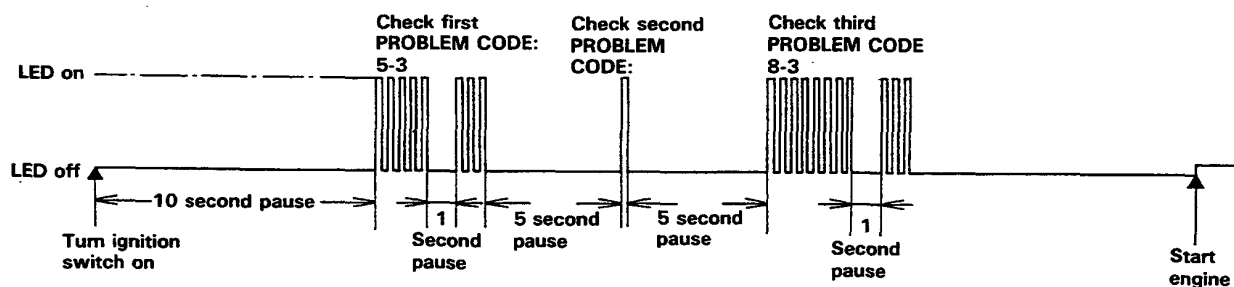 Check first
PROBLEM CODE:
5-3
Check second
PROBLEM
CODE:
Check third
PROBLEM CODE
8-3
LED on
LED off
10 second pause
1
Second
pause
5 second
pause
5 second
pause
1
Second
pause
Turn ignition
switch on
Start
engine